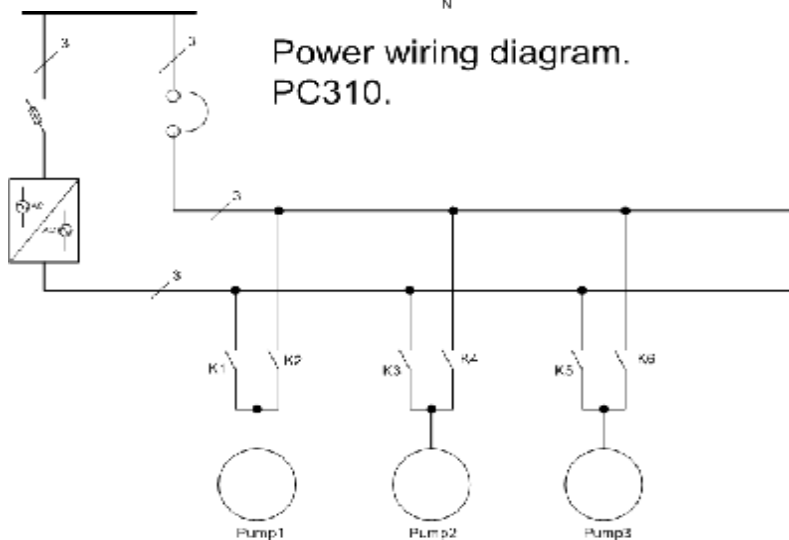 N
3
3
Power wiring diagram.
PC310.
3
3
K1
K2
K3
K4
K5
K6
Pump1
Pump2
Pump3